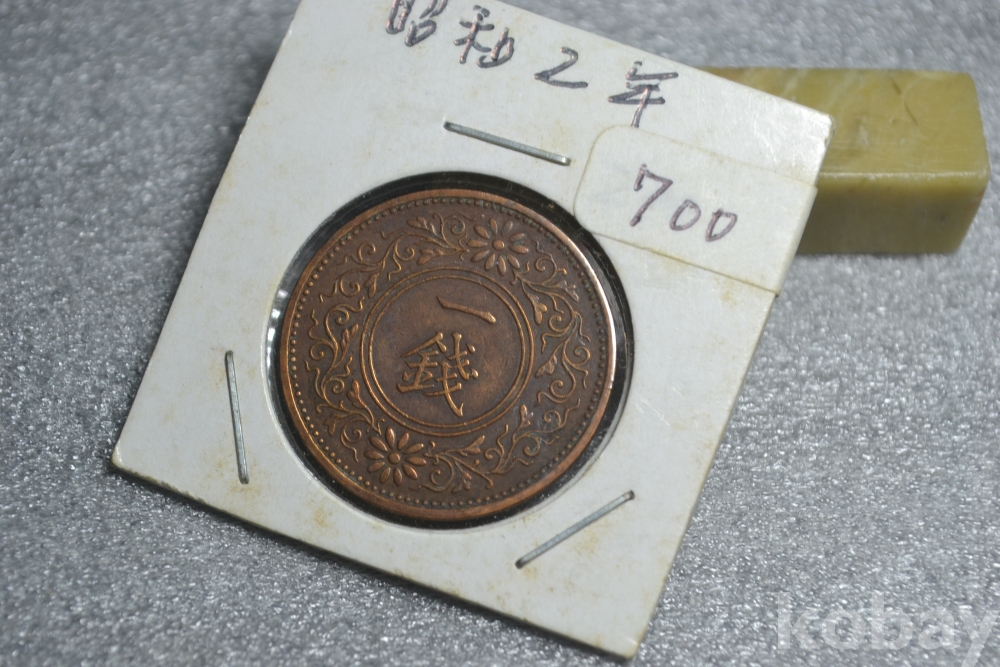 昭和2年
700
一
錢
kobay